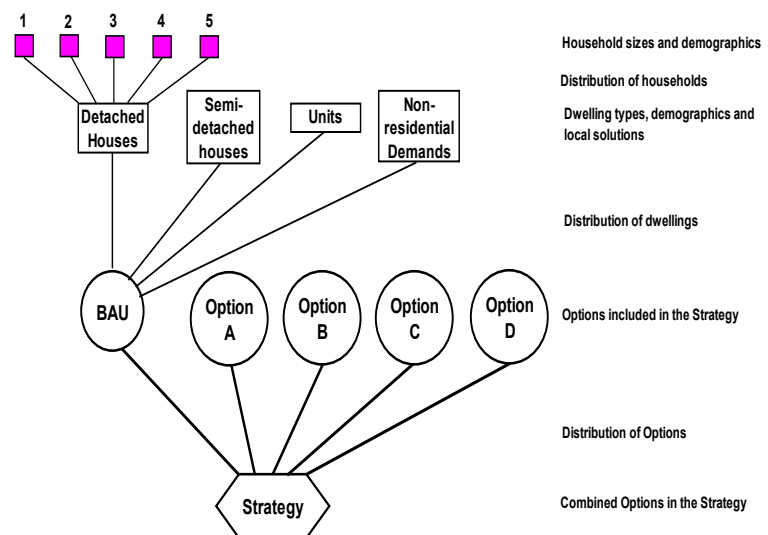 1 2 3 4 5
Household sizes and demographics
Distribution of households
Detached
Houses
Semi-
detached
houses
Units
Non-
residential
Demands
Dwelling types, demographics and
local solutions
Distribution of dwellings
BAU
Option
A
Option
B
Option
C
Option
D
Options included in the Strategy
Distribution of Options
Strategy
Combined Options in the Strategy